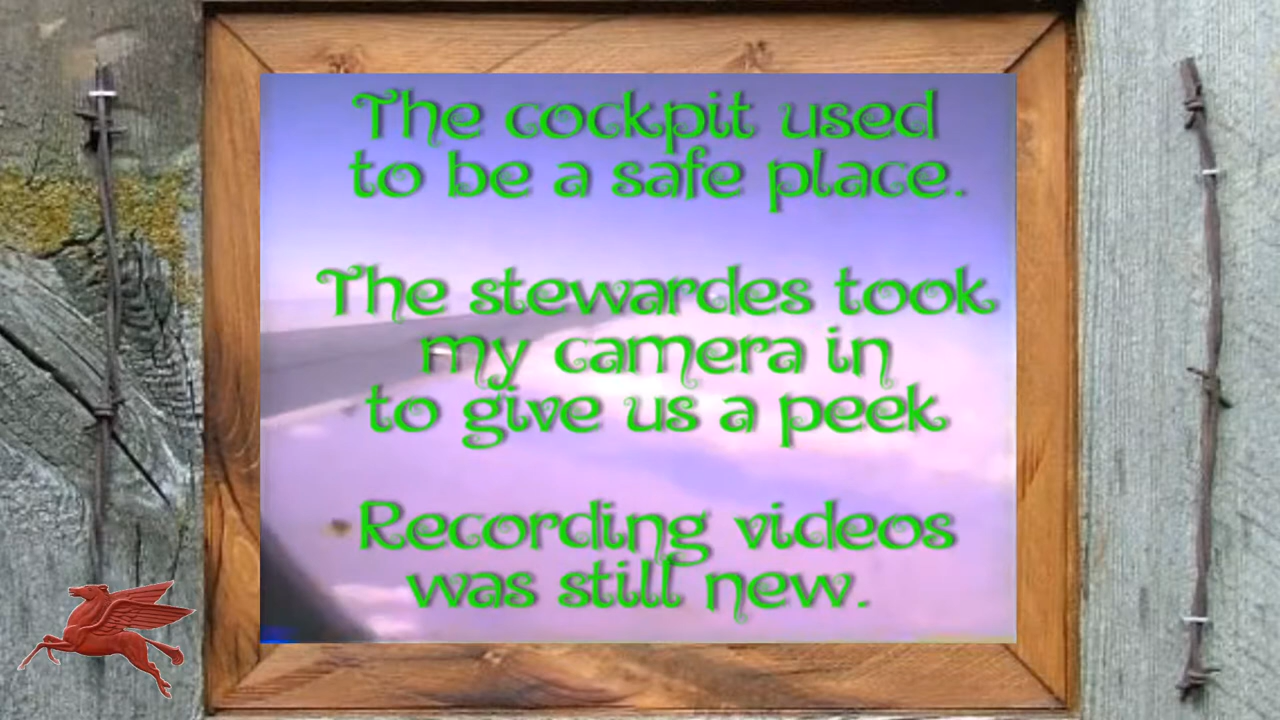 The cockpit used
to be a safe place.
The stewardes took
my camera in
to give us a peek
Recording videos
was still new.